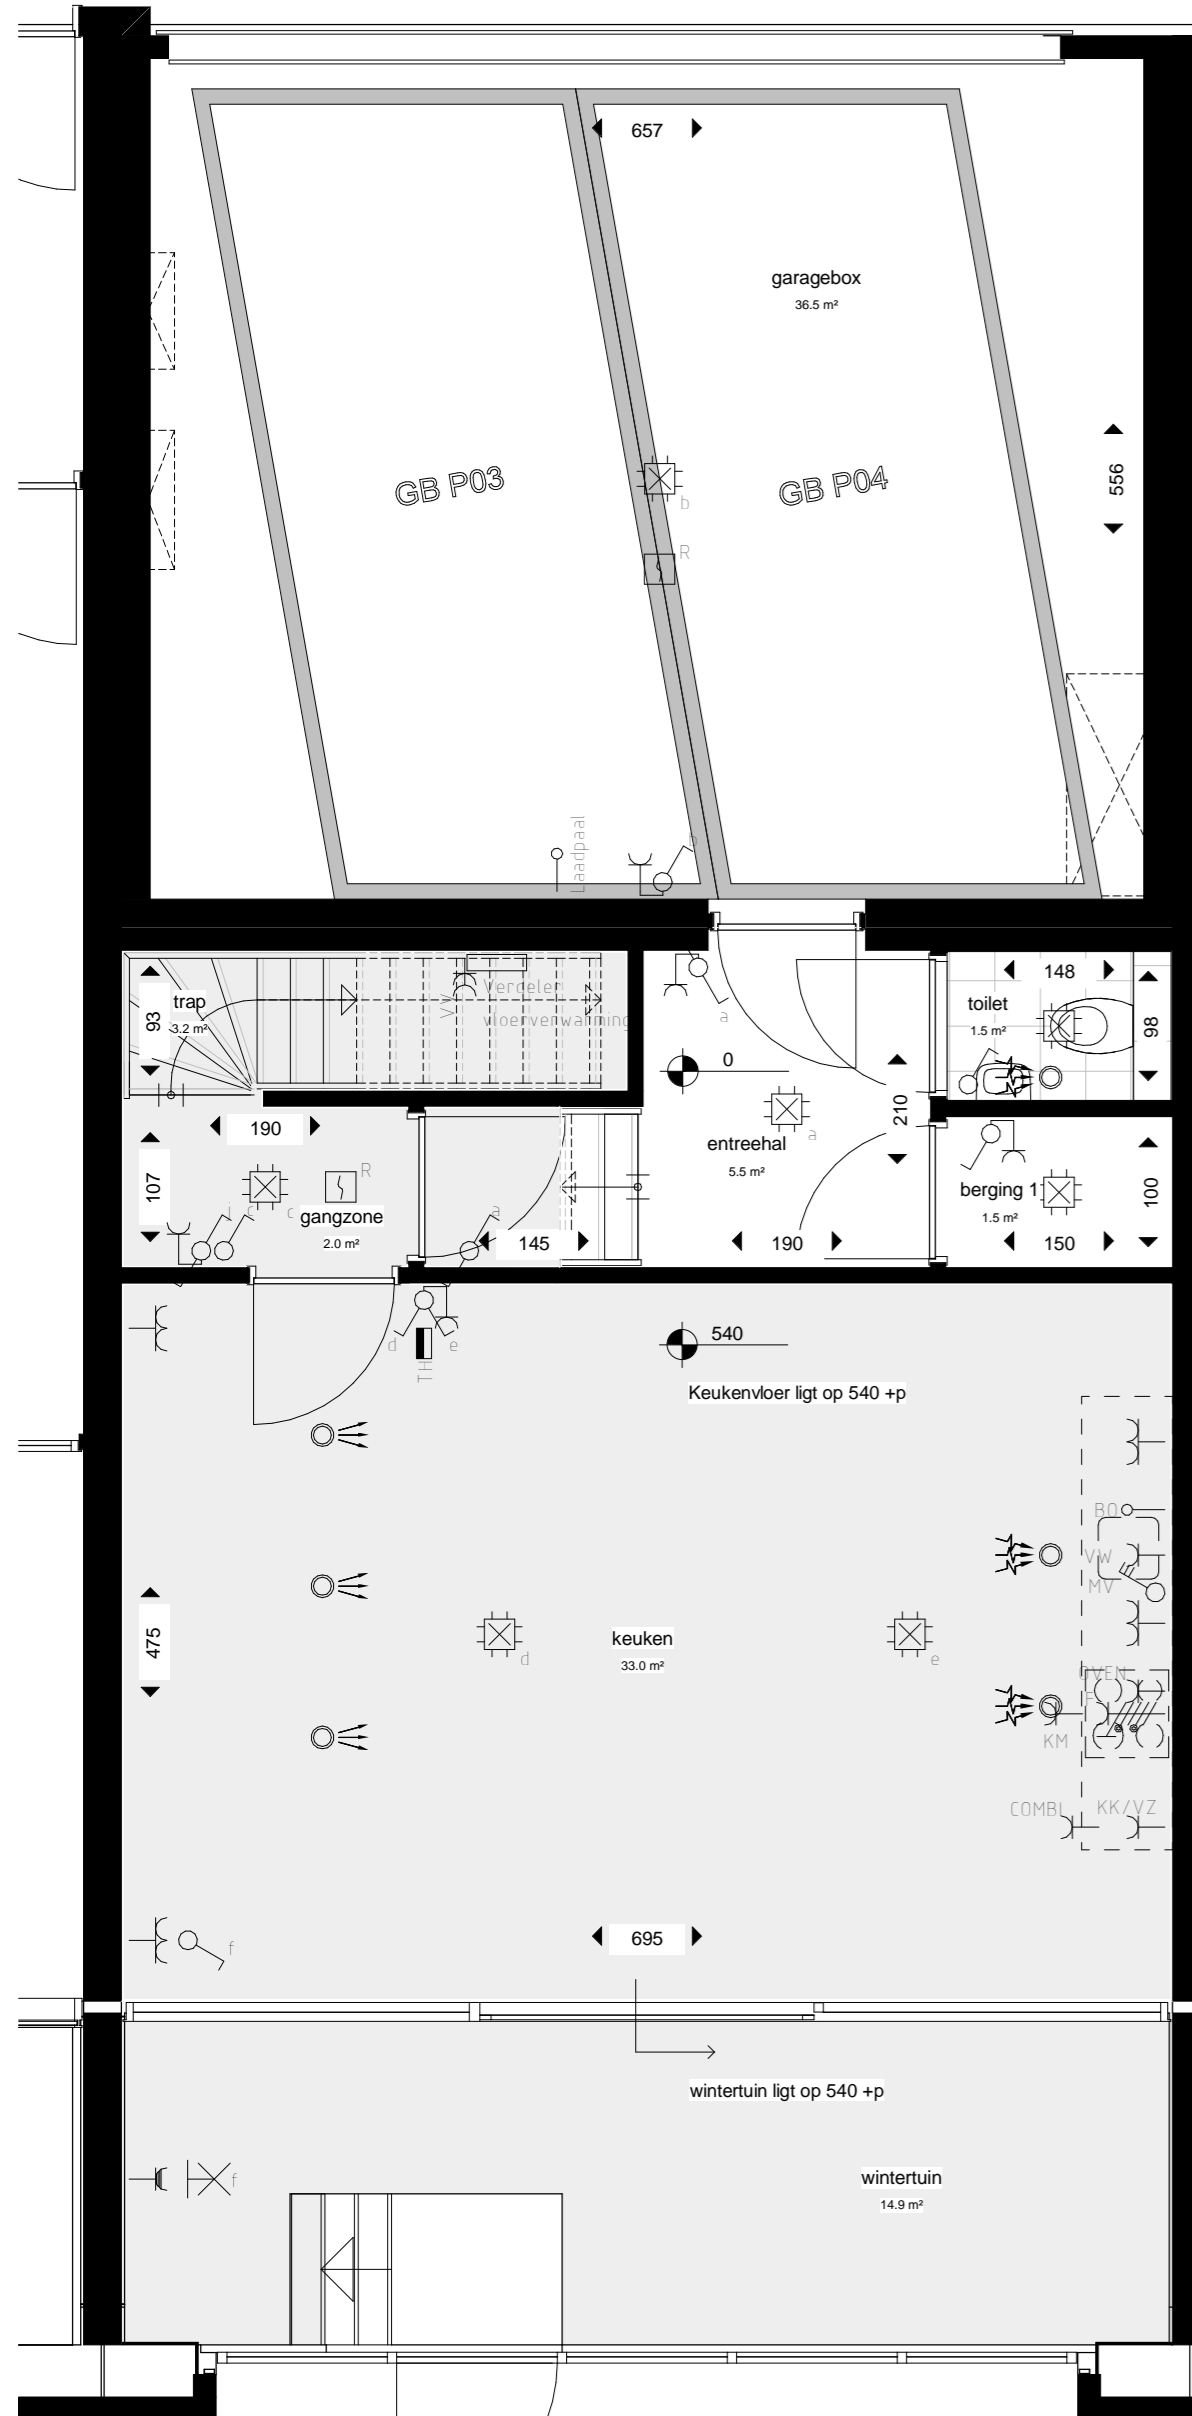 657
garagebox
36.5 m²
556
GB P03
GB P04
b
R
Laadpaal
b
93
trap
3.2 m²
VV
Verdeler
vloerverwarming
a
0
148
toilet
1.5 m²
98
210
190
107
R
a
entreehal
5.5 m²
berging 1
1.5 m²
100
i
c
c
gangzone
2.0 m²
a
145
190
150
d
e
TH
540
Keukenvloer ligt op 540 +p
BO
VW
MV
475
keuken
33.0 m²
d
e
OVEN
KM
COMBI
KK/VZ
695
f
wintertuin ligt op 540 +p
wintertuin
14.9 m²
f